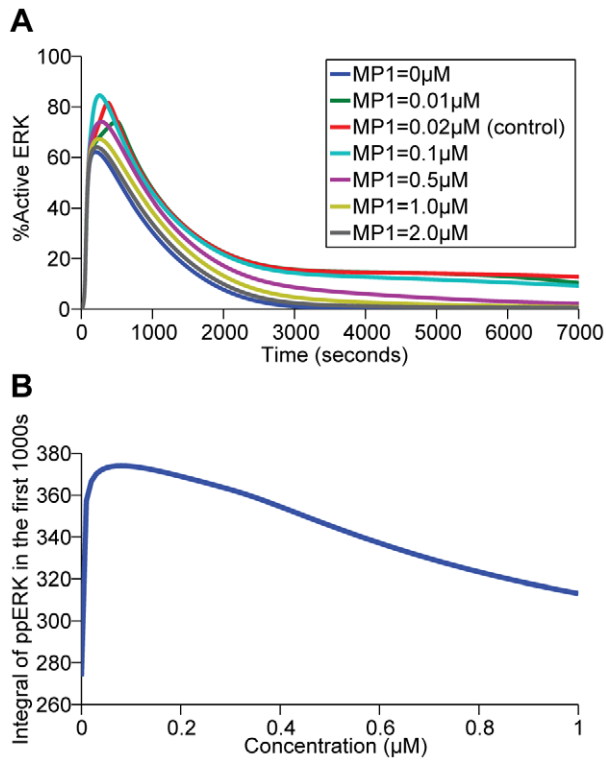 A
100
80
60
40
20
0
%Active ERK
MP1=0µM
MP1=0.01µM
MP1=0.02µM (control)
MP1=0.1µM
MP1=0.5µM
MP1=1.0µM
MP1=2.0µM
0 1000 2000 3000 4000 5000 6000 7000
Time (seconds)
B
380
360
340
320
300
280
260
Integral of ppERK in the first 1000s
0 0.2 0.4 0.6 0.8 1
Concentration (µM)